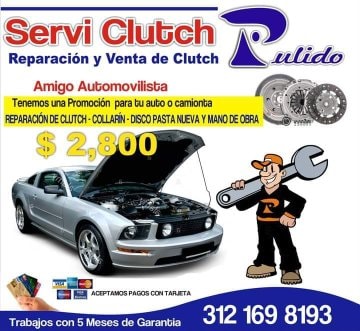 Servi Clutch
Pulido
Reparación y Venta de Clutch
Amigo Automovilista
Tenemos una Promoción para tu auto o camionta
REPARACIÓN DE CLUTCH - COLLARÍN - DISCO PASTA NUEVA Y MANO DE OBRA
$ 2,800
ACEPTAMOS PAGOS CON TARJETA
Trabajos con 5 Meses de Garantia
312 169 8193